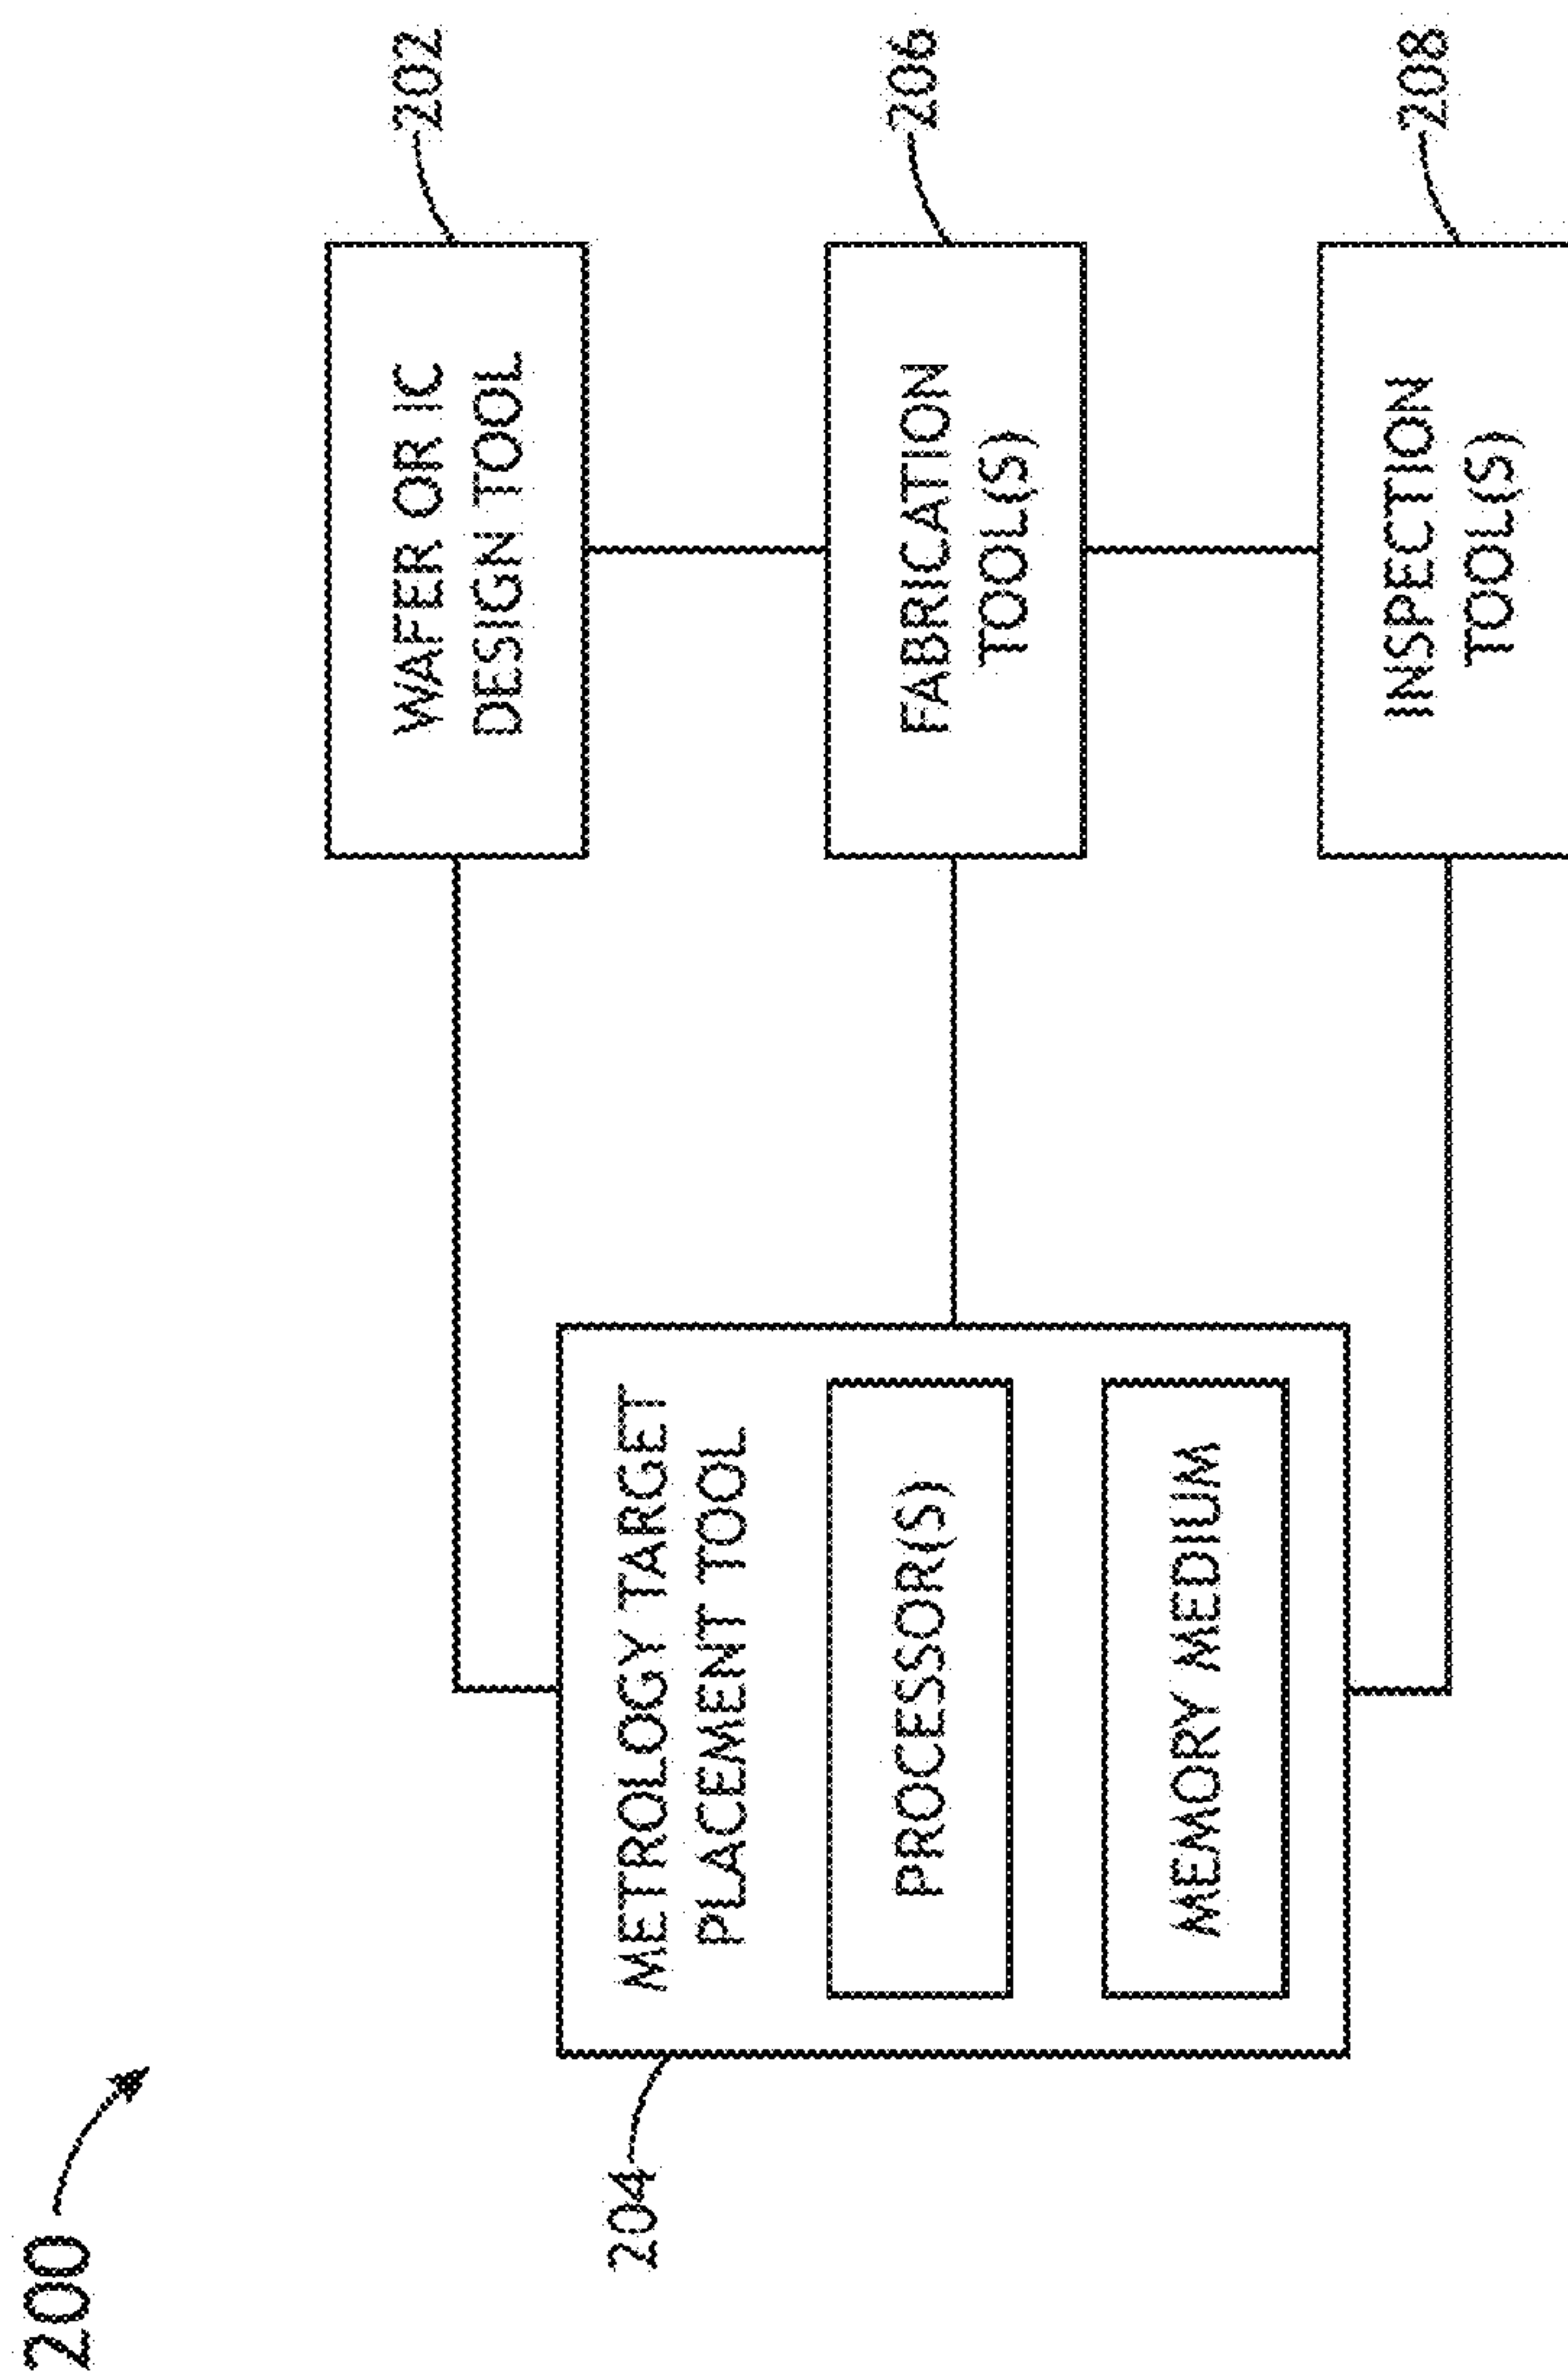 200
204
METROLOGY TARGET
PLACEMENT TOOL
PROCESSOR(S)
MEMORY MEDIUM
WAFER OR IC
DESIGN TOOL
202
FABRICATION
TOOL(S)
206
INSPECTION
TOOL(S)
208